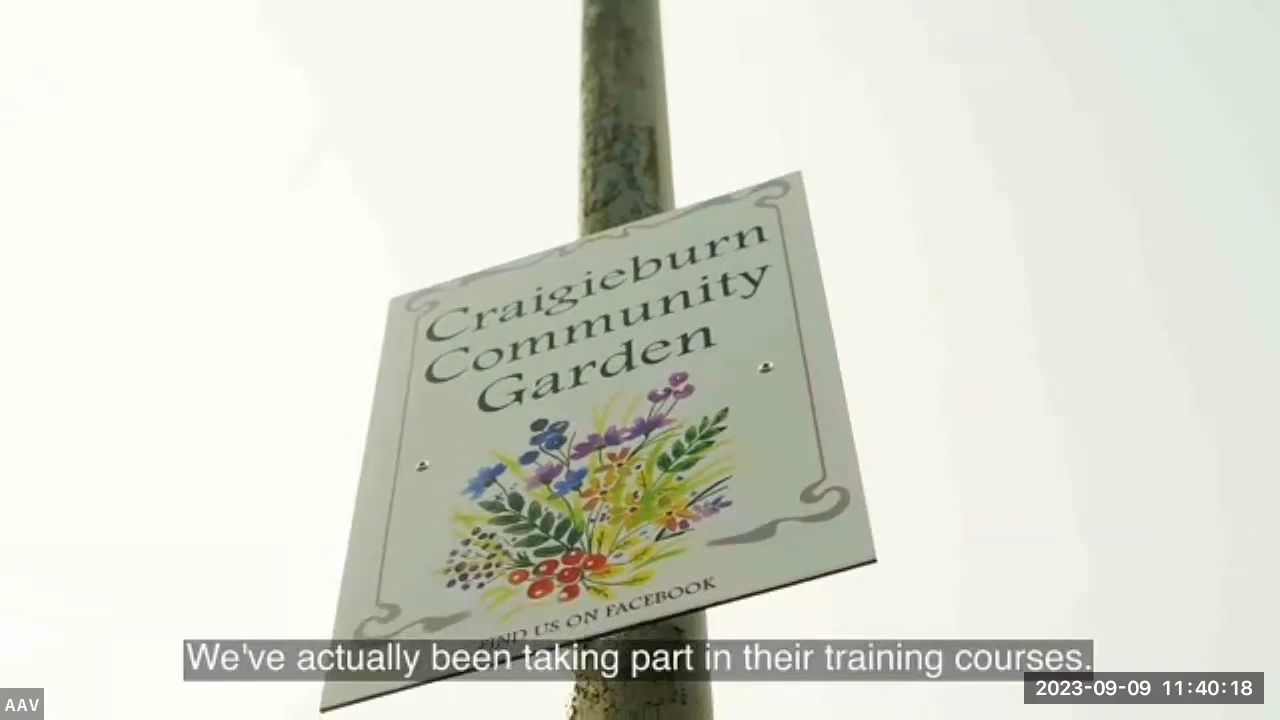 Craigieburn
Community
Garden
FIND US ON FACEBOOK
We've actually been taking part in their training courses.
2023-09-09 11:40:18
AAV